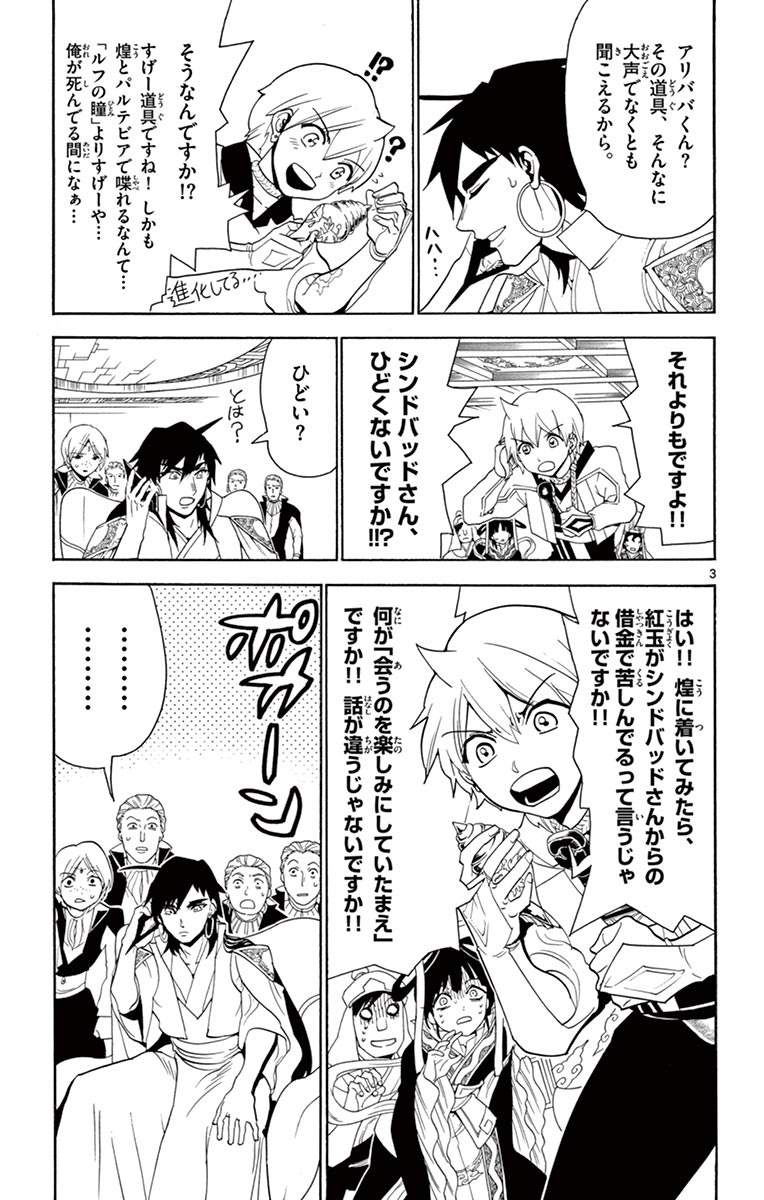 アリババくん?
その道具、そんなに
大声でなくとも
聞こえるから。
ハハ…
!?
?
そうなんですか!?
すげー道具ですね! しかも
煌とパルテビアで喋れるなんて…
「ルフの瞳」よりすげーや…
俺が死んでる間になぁ…
進化してる…
それよりもですよ!!
シンドバッドさん、
ひどくないですか!!?
ひどい?
とは?
3
はい!! 煌に着いてみたら、
紅玉がシンドバッドさんからの
借金で苦しんでるって言うじゃ
ないですか!!
何が「会うのを楽しみにしていたまえ」
ですか!! 話が違うじゃないですか!!
ポカーン
………
………